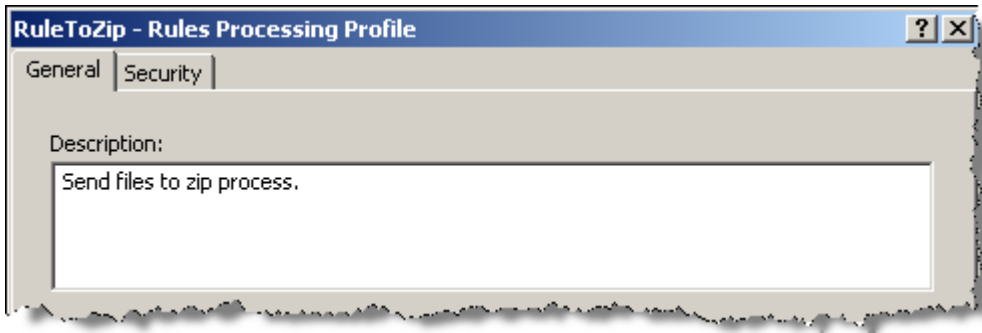 RuleToZip - Rules Processing Profile
General Security
Description:
Send files to zip process.